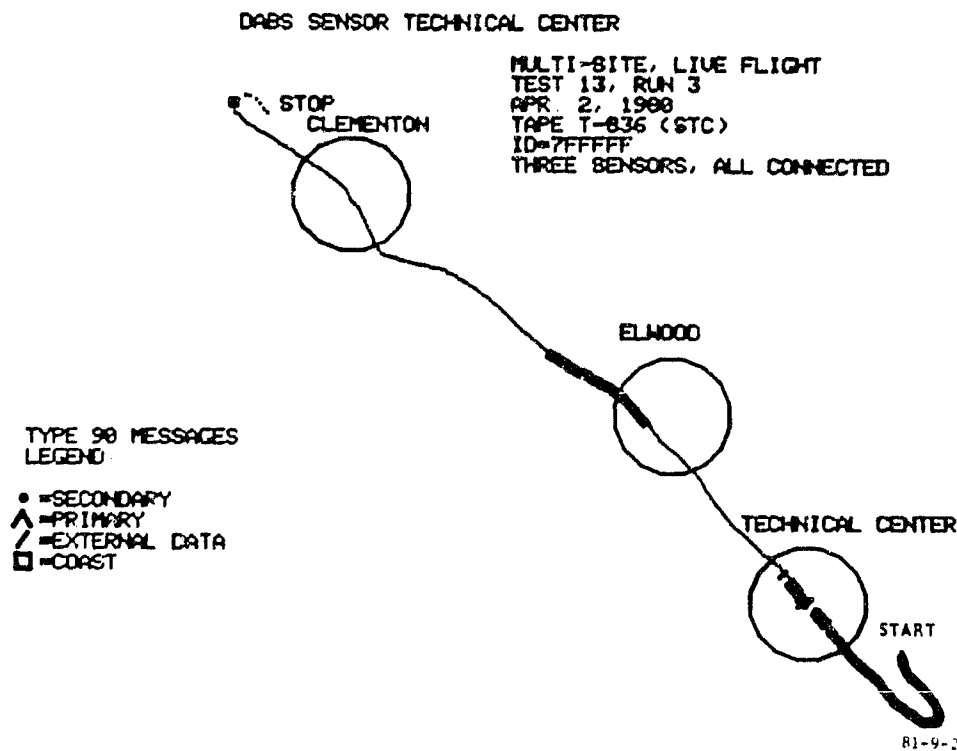 DABS SENSOR TECHNICAL CENTER
MULTI-SITE, LIVE FLIGHT
TEST 13, RUN 3
APR. 2, 1980
TAPE T-836 (STC)
ID=7FFFFF
THREE SENSORS, ALL CONNECTED
STOP
CLEMENTON
ELWOOD
TYPE 90 MESSAGES
LEGEND
=SECONDARY
=PRIMARY
=EXTERNAL DATA
=COAST
TECHNICAL CENTER
START
81-9-